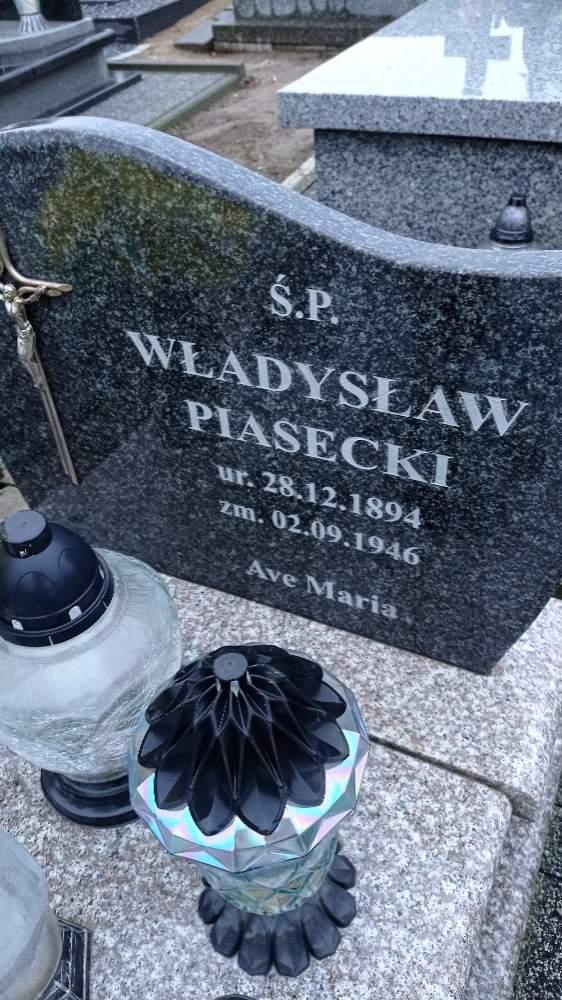 Ś.P.
WŁADYSŁAW
PIASECKI
ur. 28.12.1894
zm. 02.09.1946
Ave Maria